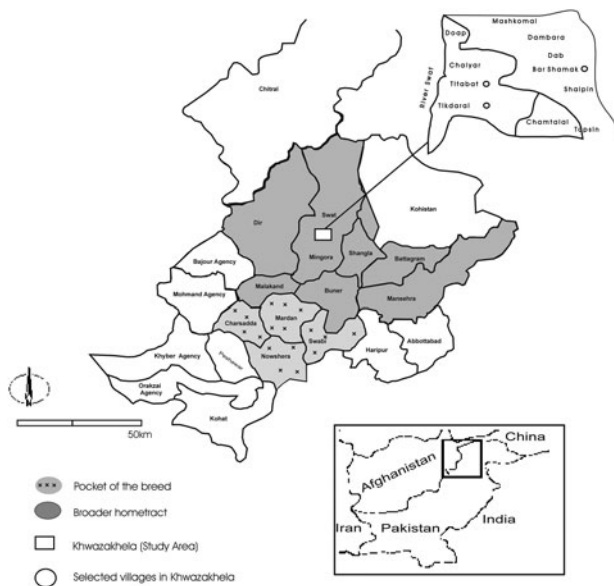 Mashkomal
Doap
Dambara
Dab
Chalyar
Bar Shamak
Titabat
River Swat
Shalpin
Tikdarai
Chamtalai
Topsin
Chitral
Kohistan
Swat
Dir
Mingora
Shangla
Bajour Agency
Battagram
Malakand
Buner
Mohmand Agency
Mansehra
Charsadda
Mardan
Swabi
Abbottabad
Haripur
Khyber Agency
Peshawar
Nowshera
Orakzai
Agency
Kohat
50km
China
Afghanistan
India
Iran
Pakistan
Pocket of the breed
Broader hometract
Khwazakhela (Study Area)
Selected villages in Khwazakhela